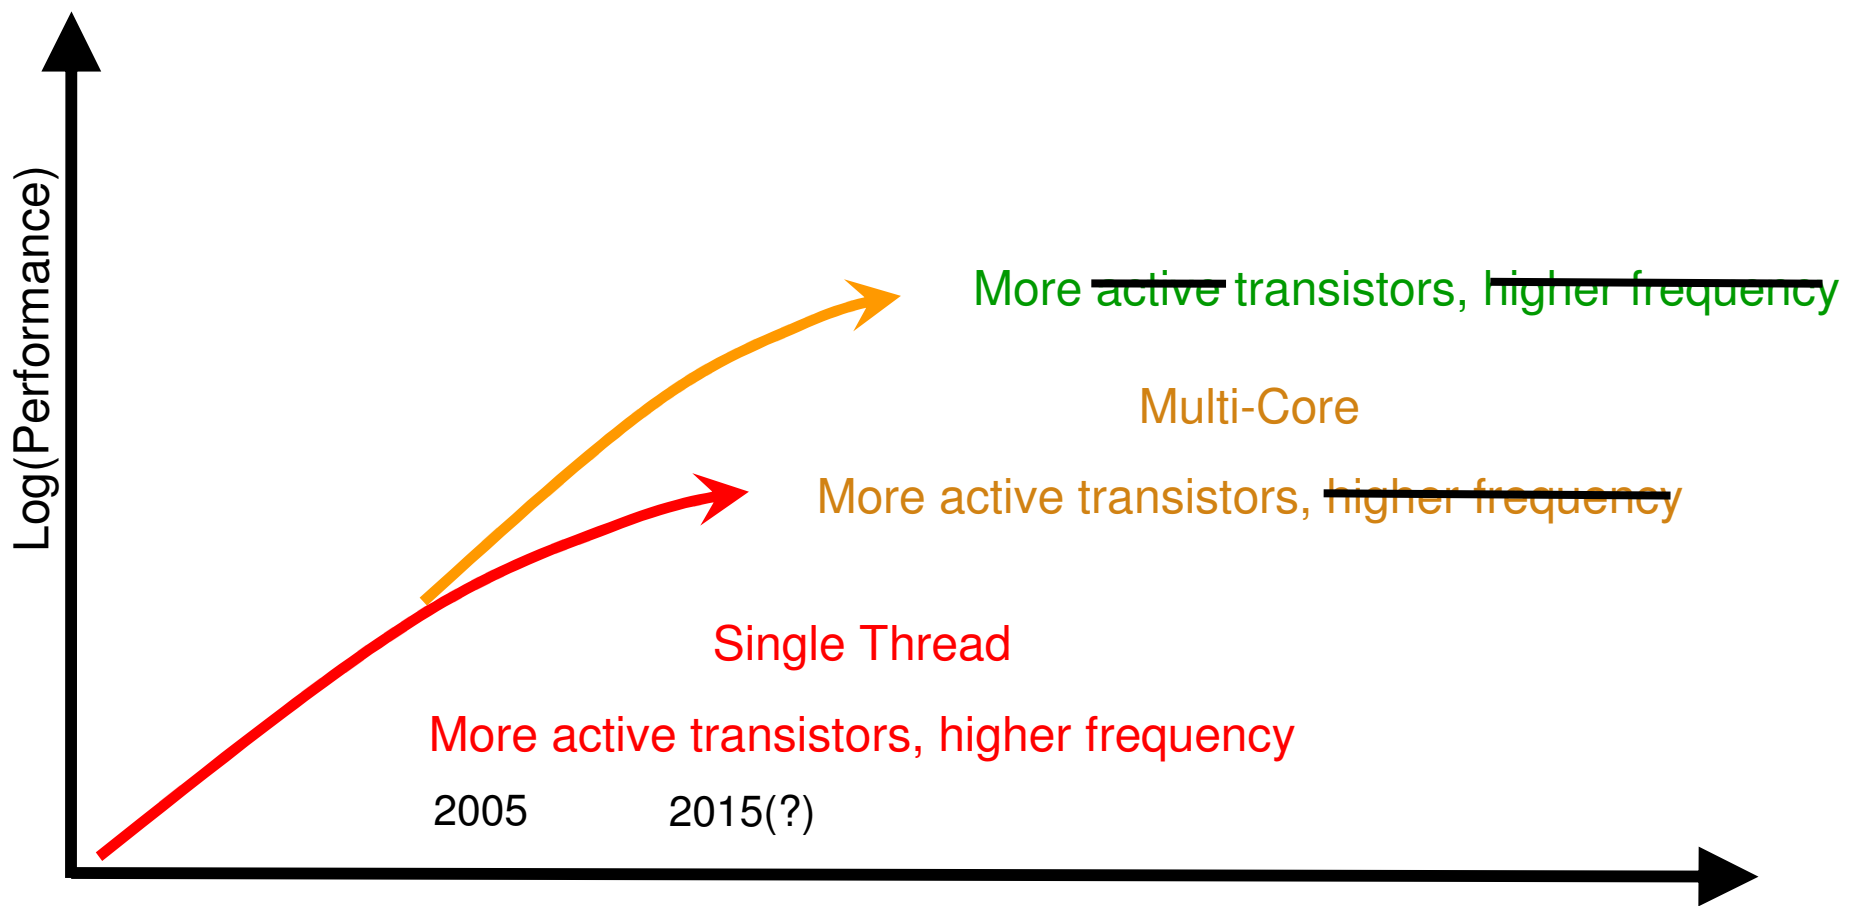 Log(Performance)
More active transistors, higher frequency
Multi-Core
More active transistors, higher frequency
Single Thread
More active transistors, higher frequency
2005
2015(?)